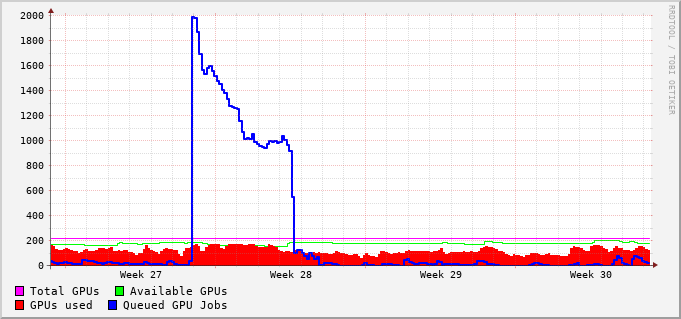 RRDTOOL / TOBI OETIKER
2000
1800
1600
1400
1200
1000
800
600
400
200
0
Week 27 Week 28 Week 29 Week 30
Total GPUs Available GPUs
GPUs used Queued GPU Jobs